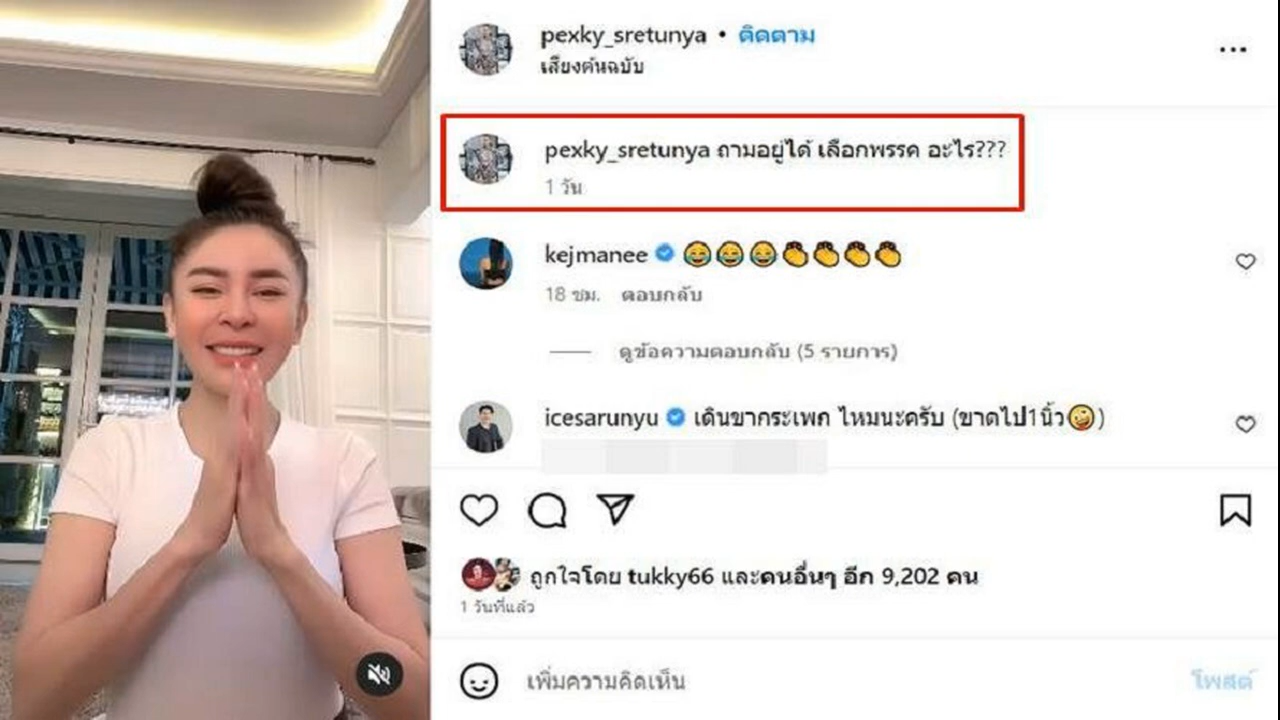 pexky_sretunya • ติดตาม
เสียงต้นฉบับ
pexky_sretunya ถามอยู่ได้ เลือกพรรค อะไร???
1 วัน
kejmanee 😂😂😂👏👏👏👏
18 ชม. ตอบกลับ
ดูข้อความตอบกลับ (5 รายการ)
icesarunyu เดินขากระเพก ไหมนะครับ (ขาดไป1นิ้ว🤪)
ถูกใจโดย tukky66 และคนอื่นๆ อีก 9,202 คน
1 วันที่แล้ว
เพิ่มความคิดเห็น
โพสต์